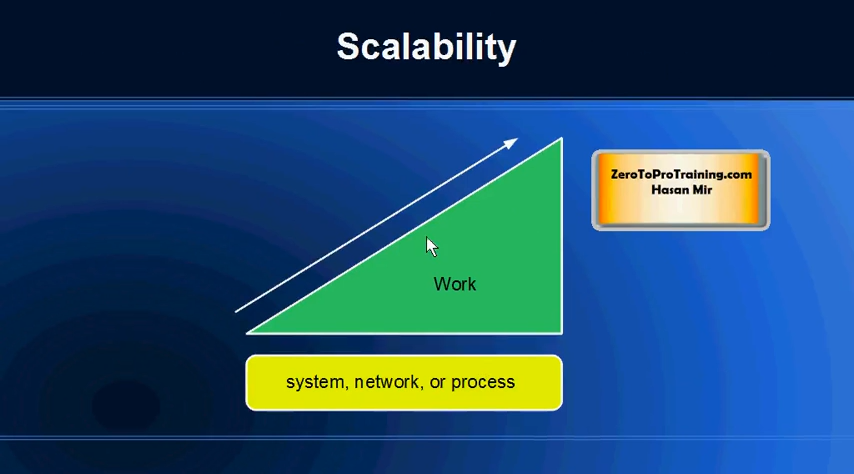 Scalability
ZeroToProTraining.com
Hasan Mir
Work
system, network, or process